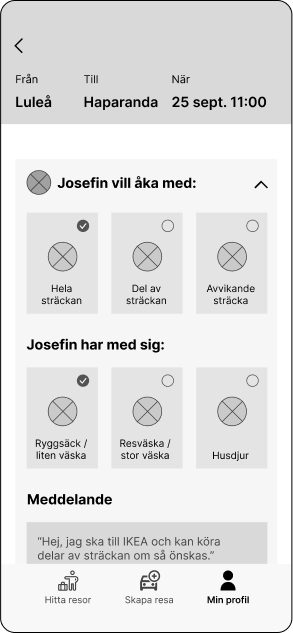 Från Till När
Luleå Haparanda 25 sept. 11:00
Josefin vill åka med:
Hela sträckan
Del av sträckan
Avvikande sträcka
Josefin har med sig:
Ryggsäck / liten väska
Resväska / stor väska
Husdjur
Meddelande
"Hej, jag ska till IKEA och kan köra
delar av sträckan om så önskas."
Hitta resor Skapa resa Min profil